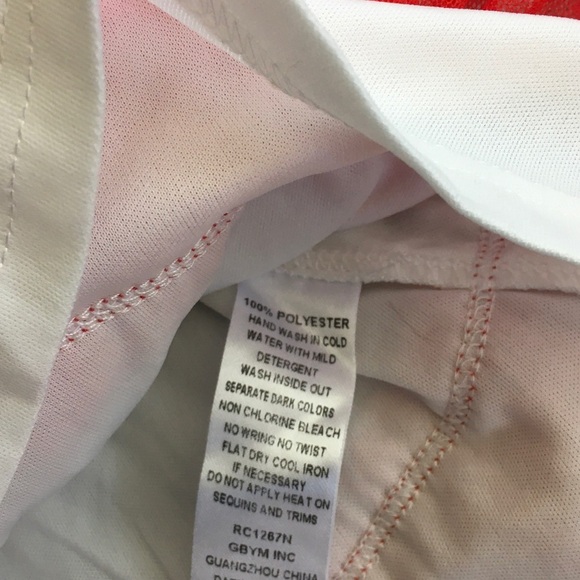 100% POLYESTER
HAND WASH IN COLD
WATER WITH MILD
DETERGENT
WASH INSIDE OUT
SEPARATE DARK COLORS
NON CHLORINE BLEACH
NO WRING NO TWIST
FLAT DRY COOL IRON
IF NECESSARY
DO NOT APPLY HEAT ON
SEQUINS AND TRIMS
RC1267N
GBYM INC
GUANGZHOU CHINA